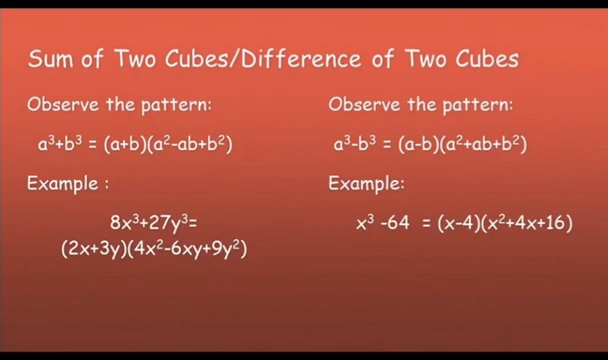 Sum of Two Cubes/Difference of Two Cubes
Observe the pattern:
a³+b³ = (a+b)(a²-ab+b²)
Example :
8x³+27y³=
(2x+3y)(4x²-6xy+9y²)
Observe the pattern:
a³-b³ = (a-b)(a²+ab+b²)
Example:
x³ -64 = (x-4)(x²+4x+16)